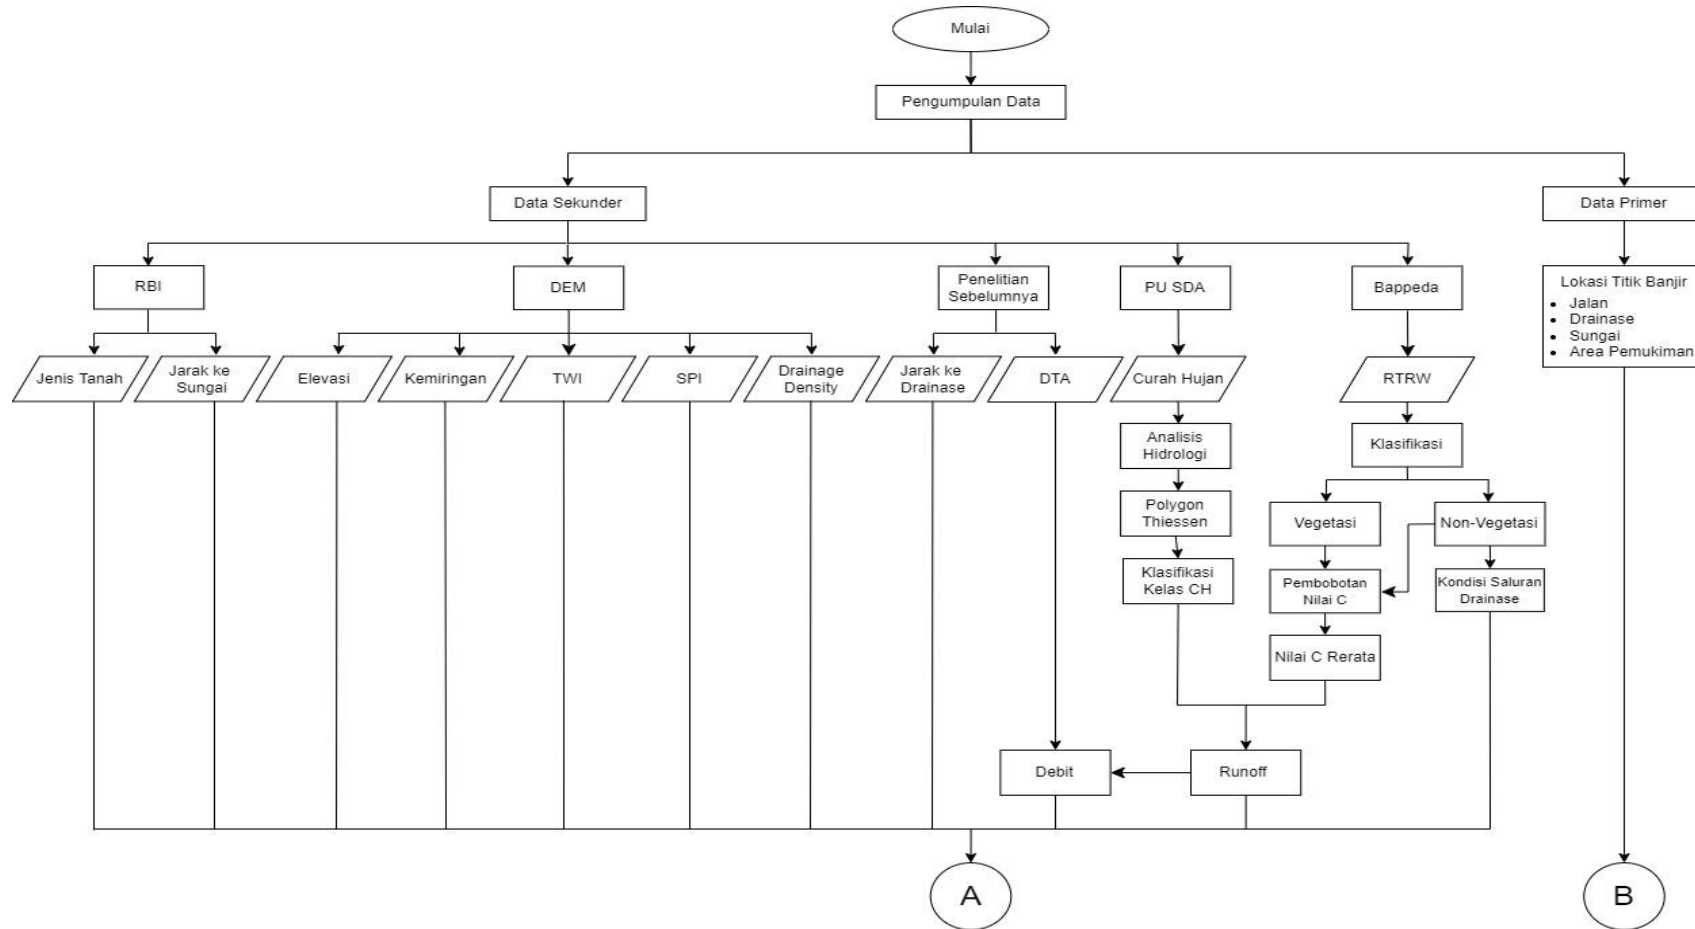 Mulai
Pengumpulan Data
Data Sekunder
Data Primer
RBI
DEM
Penelitian
Sebelumnya
PU SDA
Bappeda
Lokasi Titik Banjir
• Jalan
• Drainase
• Sungai
• Area Pemukiman
Jenis Tanah
Jarak ke
Sungai
Elevasi
Kemiringan
TWI
SPI
Drainage
Density
Jarak ke
Drainase
DTA
Curah Hujan
RTRW
Analisis
Hidrologi
Klasifikasi
Polygon
Thiessen
Vegetasi
Non-Vegetasi
Klasifikasi
Kelas CH
Pembobotan
Nilai C
Kondisi Saluran
Drainase
Nilai C Rerata
Debit
Runoff
A
B